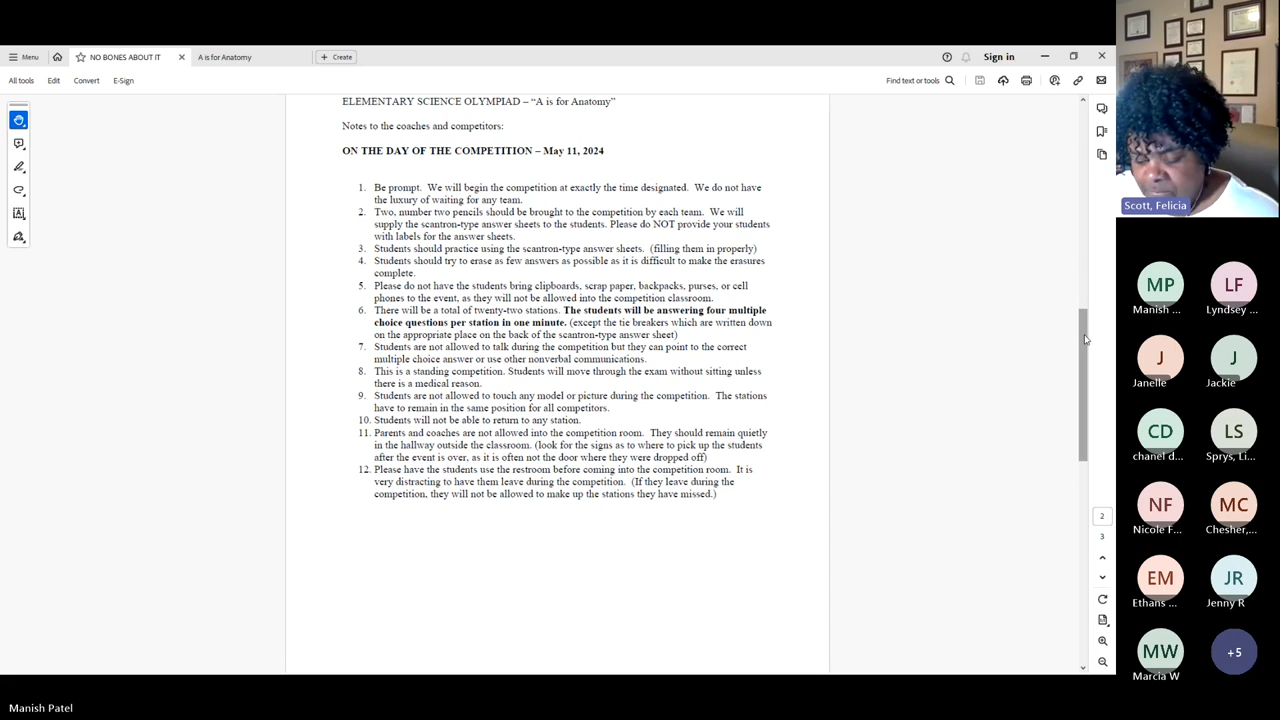 Menu
NO BONES ABOUT IT
A is for Anatomy
Create
Sign in
All tools
Edit
Convert
E-Sign
Find text or tools
ELEMENTARY SCIENCE OLYMPIAD – “A is for Anatomy”
Notes to the coaches and competitors:
ON THE DAY OF THE COMPETITION – May 11, 2024
1. Be prompt. We will begin the competition at exactly the time designated. We do not have
the luxury of waiting for any team.
2. Two, number two pencils should be brought to the competition by each team. We will
supply the scantron-type answer sheets to the students. Please do NOT provide your students
with labels for the answer sheets.
3. Students should practice using the scantron-type answer sheets. (filling them in properly)
4. Students should try to erase as few answers as possible as it is difficult to make the erasures
complete.
5. Please do not have the students bring clipboards, scrap paper, backpacks, purses, or cell
phones to the event, as they will not be allowed into the competition classroom.
6. There will be a total of twenty-two stations. The students will be answering four multiple
choice questions per station in one minute. (except the tie breakers which are written down
on the appropriate place on the back of the scantron-type answer sheet)
7. Students are not allowed to talk during the competition but they can point to the correct
multiple choice answer or use other nonverbal communications.
8. This is a standing competition. Students will move through the exam without sitting unless
there is a medical reason.
9. Students are not allowed to touch any model or picture during the competition. The stations
have to remain in the same position for all competitors.
10. Students will not be able to return to any station.
11. Parents and coaches are not allowed into the competition room. They should remain quietly
in the hallway outside the classroom. (look for the signs as to where to pick up the students
after the event is over, as it is often not the door where they were dropped off)
12. Please have the students use the restroom before coming into the competition room. It is
very distracting to have them leave during the competition. (If they leave during the
competition, they will not be allowed to make up the stations they have missed.)
2
3
Scott, Felicia
MP
LF
Manish ...
Lyndsey ...
J
J
Janelle
Jackie
CD
LS
chanel d...
Sprys, Li...
NF
MC
Nicole F...
Chesher,...
EM
JR
Ethans ...
Jenny R
MW
+5
Marcia W
Manish Patel